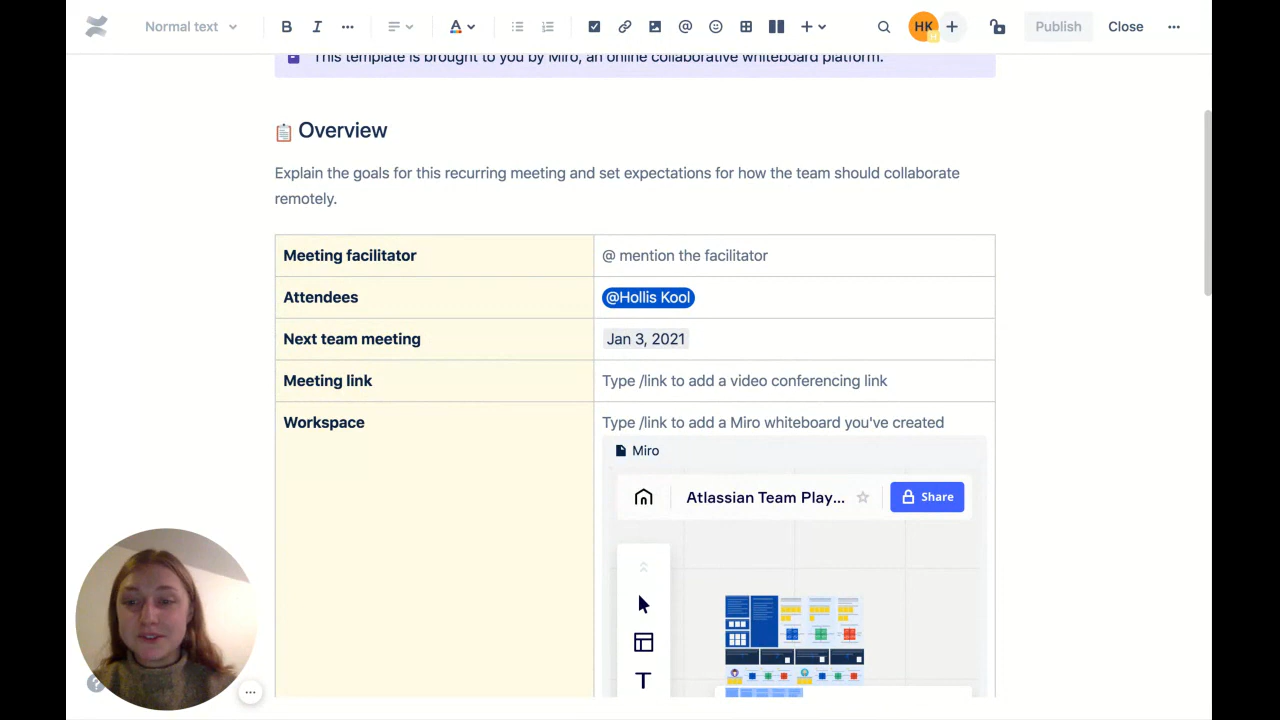 Normal text
B
I
A
@
HK
Publish
Close
This template is brought to you by Miro, an online collaborative whiteboard platform.
Overview
Explain the goals for this recurring meeting and set expectations for how the team should collaborate
remotely.
Meeting facilitator
@ mention the facilitator
Attendees
@Hollis Kool
Next team meeting
Jan 3, 2021
Meeting link
Type /link to add a video conferencing link
Workspace
Type /link to add a Miro whiteboard you've created
Miro
Atlassian Team Play...
Share
T